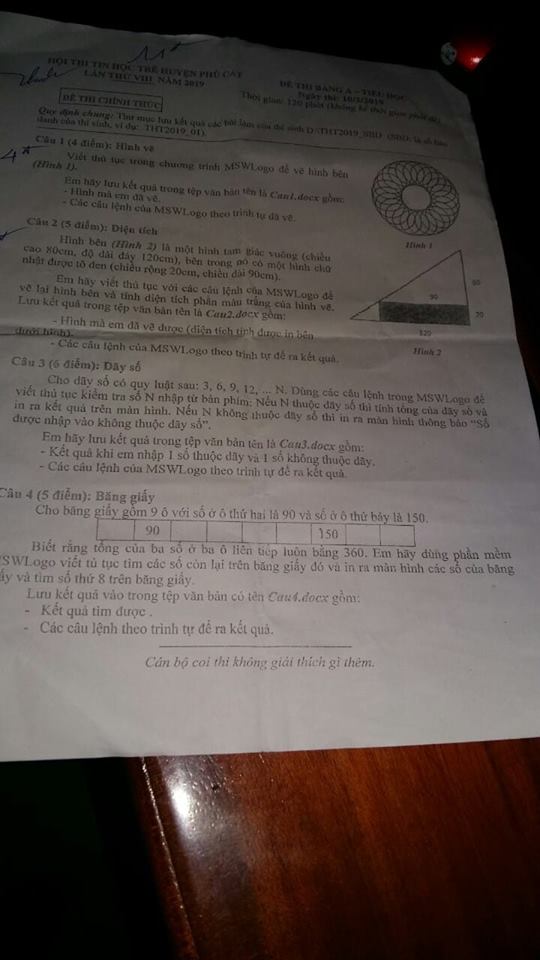 HỘI THI TIN HỌC TRẺ HUYỆN PHÙ CÁT
LẦN THỨ VIII NĂM 2019
ĐỀ THI CHÍNH THỨC
ĐỀ THI BẢNG A - TIỂU HỌC
Ngày thi: 10/3/2019
Thời gian: 120 phút (không kể thời gian phát đề)
Quy định chung: Thư mục lưu kết quả các bài làm của thí sinh D:\THT2019_SBD (SBD: là số báo
danh của thí sinh, ví dụ: THT2019_01).
Câu 1 (4 điểm): Hình vẽ
Viết thủ tục trong chương trình MSWLogo để vẽ hình bên
(Hình 1).
Em hãy lưu kết quả trong tệp văn bản tên là Cau1.docx gồm:
- Hình mà em đã vẽ.
- Các câu lệnh của MSWLogo theo trình tự đã vẽ.
Hình 1
Câu 2 (5 điểm): Diện tích
Hình bên (Hình 2) là một hình tam giác vuông (chiều
cao 80cm, độ dài đáy 120cm), bên trong nó có một hình chữ
nhật được tô đen (chiều rộng 20cm, chiều dài 90cm).
Em hãy viết thủ tục với các câu lệnh của MSWLogo để
vẽ lại hình bên và tính diện tích phần màu trắng của hình vẽ.
Lưu kết quả trong tệp văn bản tên là Cau2.docx gồm:
- Hình mà em đã vẽ được (diện tích tính được in bên
dưới hình).
- Các câu lệnh của MSWLogo theo trình tự để ra kết quả.
90
60
20
120
Hình 2
Câu 3 (6 điểm): Dãy số
Cho dãy số có quy luật sau: 3, 6, 9, 12, ... N. Dùng các câu lệnh trong MSWLogo để
viết thủ tục kiểm tra số N nhập từ bàn phím: Nếu N thuộc dãy số thì tính tổng của dãy số và
in ra kết quả trên màn hình. Nếu N không thuộc dãy số thì in ra màn hình thông báo "Số
được nhập vào không thuộc dãy số".
Em hãy lưu kết quả trong tệp văn bản tên là Cau3.docx gồm:
- Kết quả khi em nhập 1 số thuộc dãy và 1 số không thuộc dãy.
- Các câu lệnh của MSWLogo theo trình tự để ra kết quả.
Câu 4 (5 điểm): Băng giấy
Cho băng giấy gồm 9 ô với số ở ô thứ hai là 90 và số ở ô thứ bảy là 150.
90 150
Biết rằng tổng của ba số ở ba ô liên tiếp luôn bằng 360. Em hãy dùng phần mềm
SWLogo viết tủ tục tìm các số còn lại trên băng giấy đó và in ra màn hình các số của băng
ấy và tìm số thứ 8 trên băng giấy.
Lưu kết quả vào trong tệp văn bản có tên Cau4.docx gồm:
- Kết quả tìm được .
- Các câu lệnh theo trình tự để ra kết quả.
Cán bộ coi thi không giải thích gì thêm.